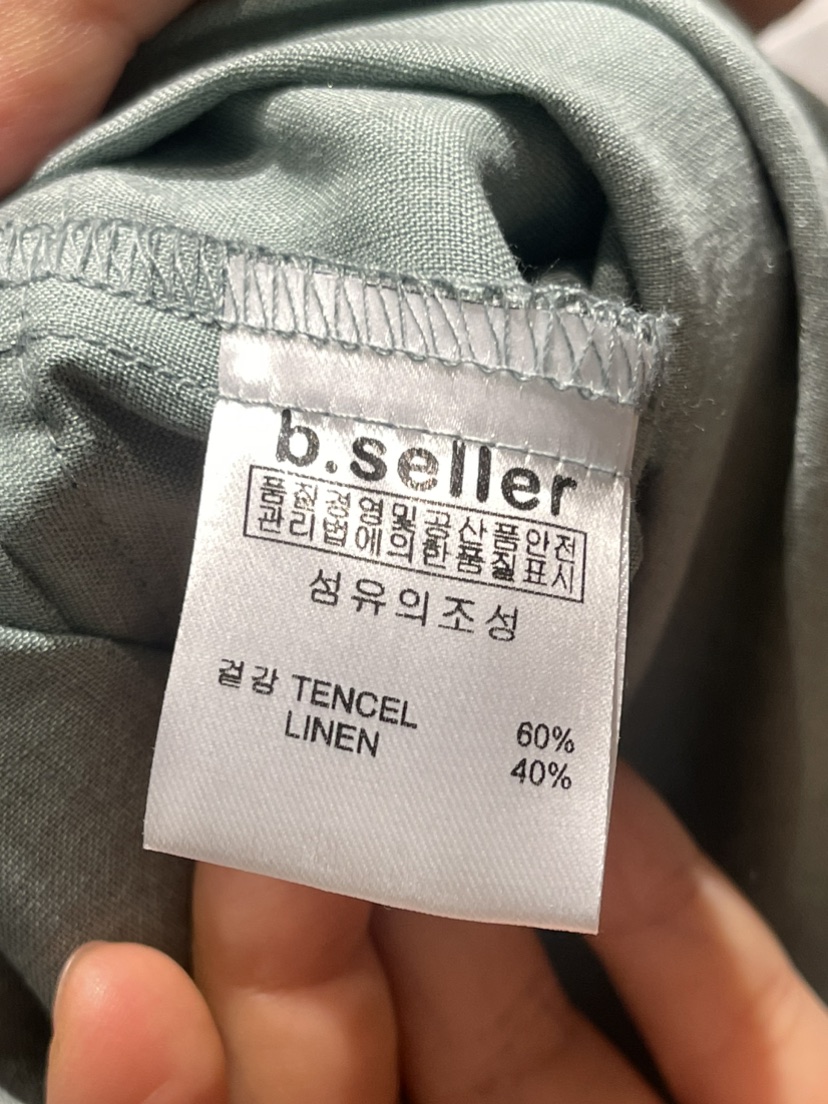 b.seller
품질경영및공산품안전
관리법에의한품질표시
섬유의조성
겉감 TENCEL 60%
LINEN 40%